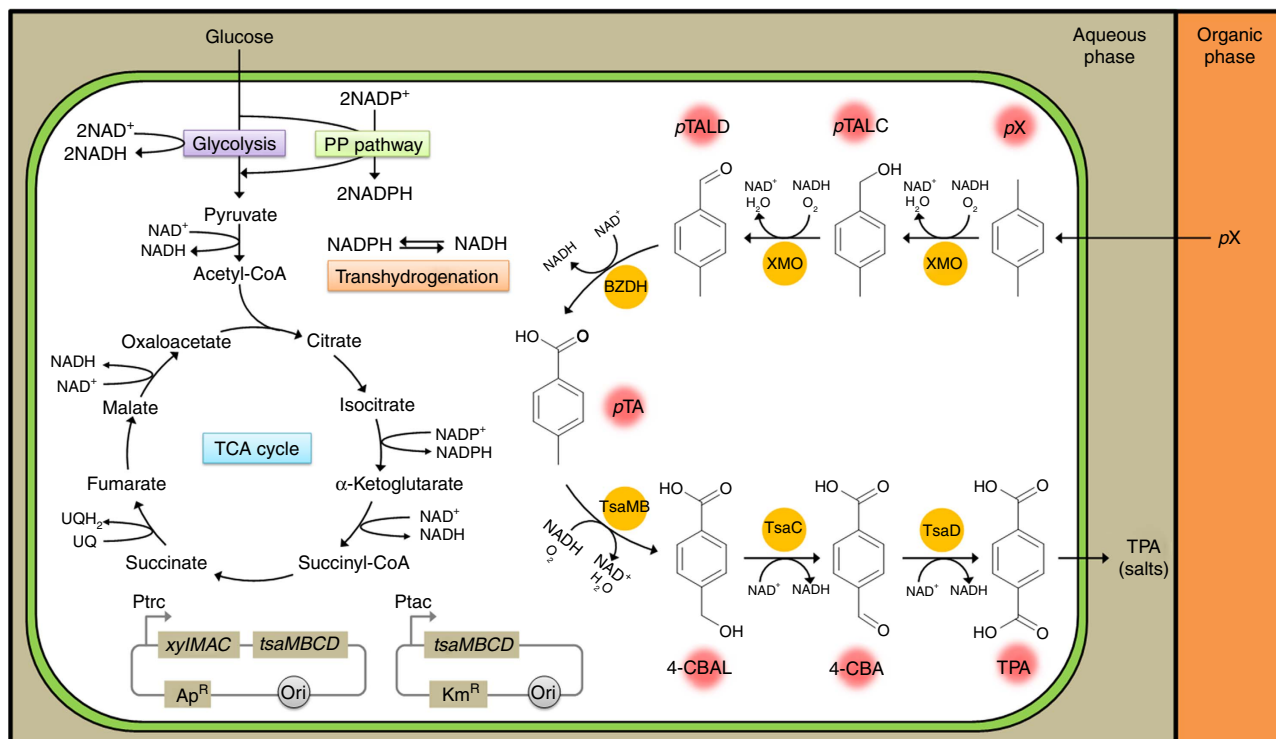 Aqueous phase
Organic phase
Glucose
2NADP⁺
2NAD⁺
2NADH
Glycolysis
PP pathway
2NADPH
Pyruvate
NAD⁺
NADH
Acetyl-CoA
NADPH
NADH
Transhydrogenation
Oxaloacetate
Citrate
NADH
NAD⁺
Malate
Isocitrate
NADP⁺
NADPH
TCA cycle
Fumarate
α-Ketoglutarate
UQH₂
UQ
NAD⁺
NADH
Succinate
Succinyl-CoA
pTALD
pTALC
pX
O
OH
NAD⁺
H₂O
NADH
O₂
NAD⁺
H₂O
NADH
O₂
XMO
XMO
pX
NADH
NAD⁺
BZDH
HO
O
pTA
TsaMB
NADH
O₂
NAD⁺
H₂O
HO
O
OH
TsaC
NAD⁺
NADH
HO
O
O
TsaD
NAD⁺
NADH
HO
O
HO
O
TPA
(salts)
4-CBAL
4-CBA
TPA
Ptrc
xylMAC
tsaMBCD
Apᴿ
Ori
Ptac
tsaMBCD
Kmᴿ
Ori